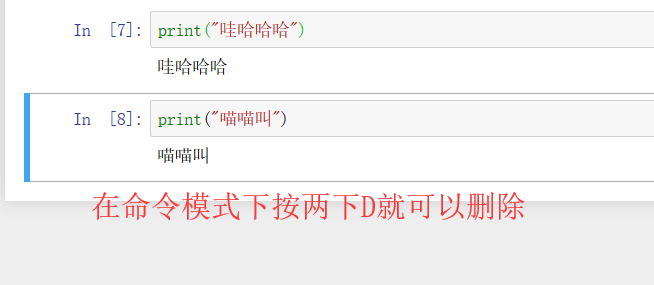 In [7]: print("哇哈哈哈")
哇哈哈哈
In [8]: print("喵喵叫")
喵喵叫
在命令模式下按两下D就可以删除